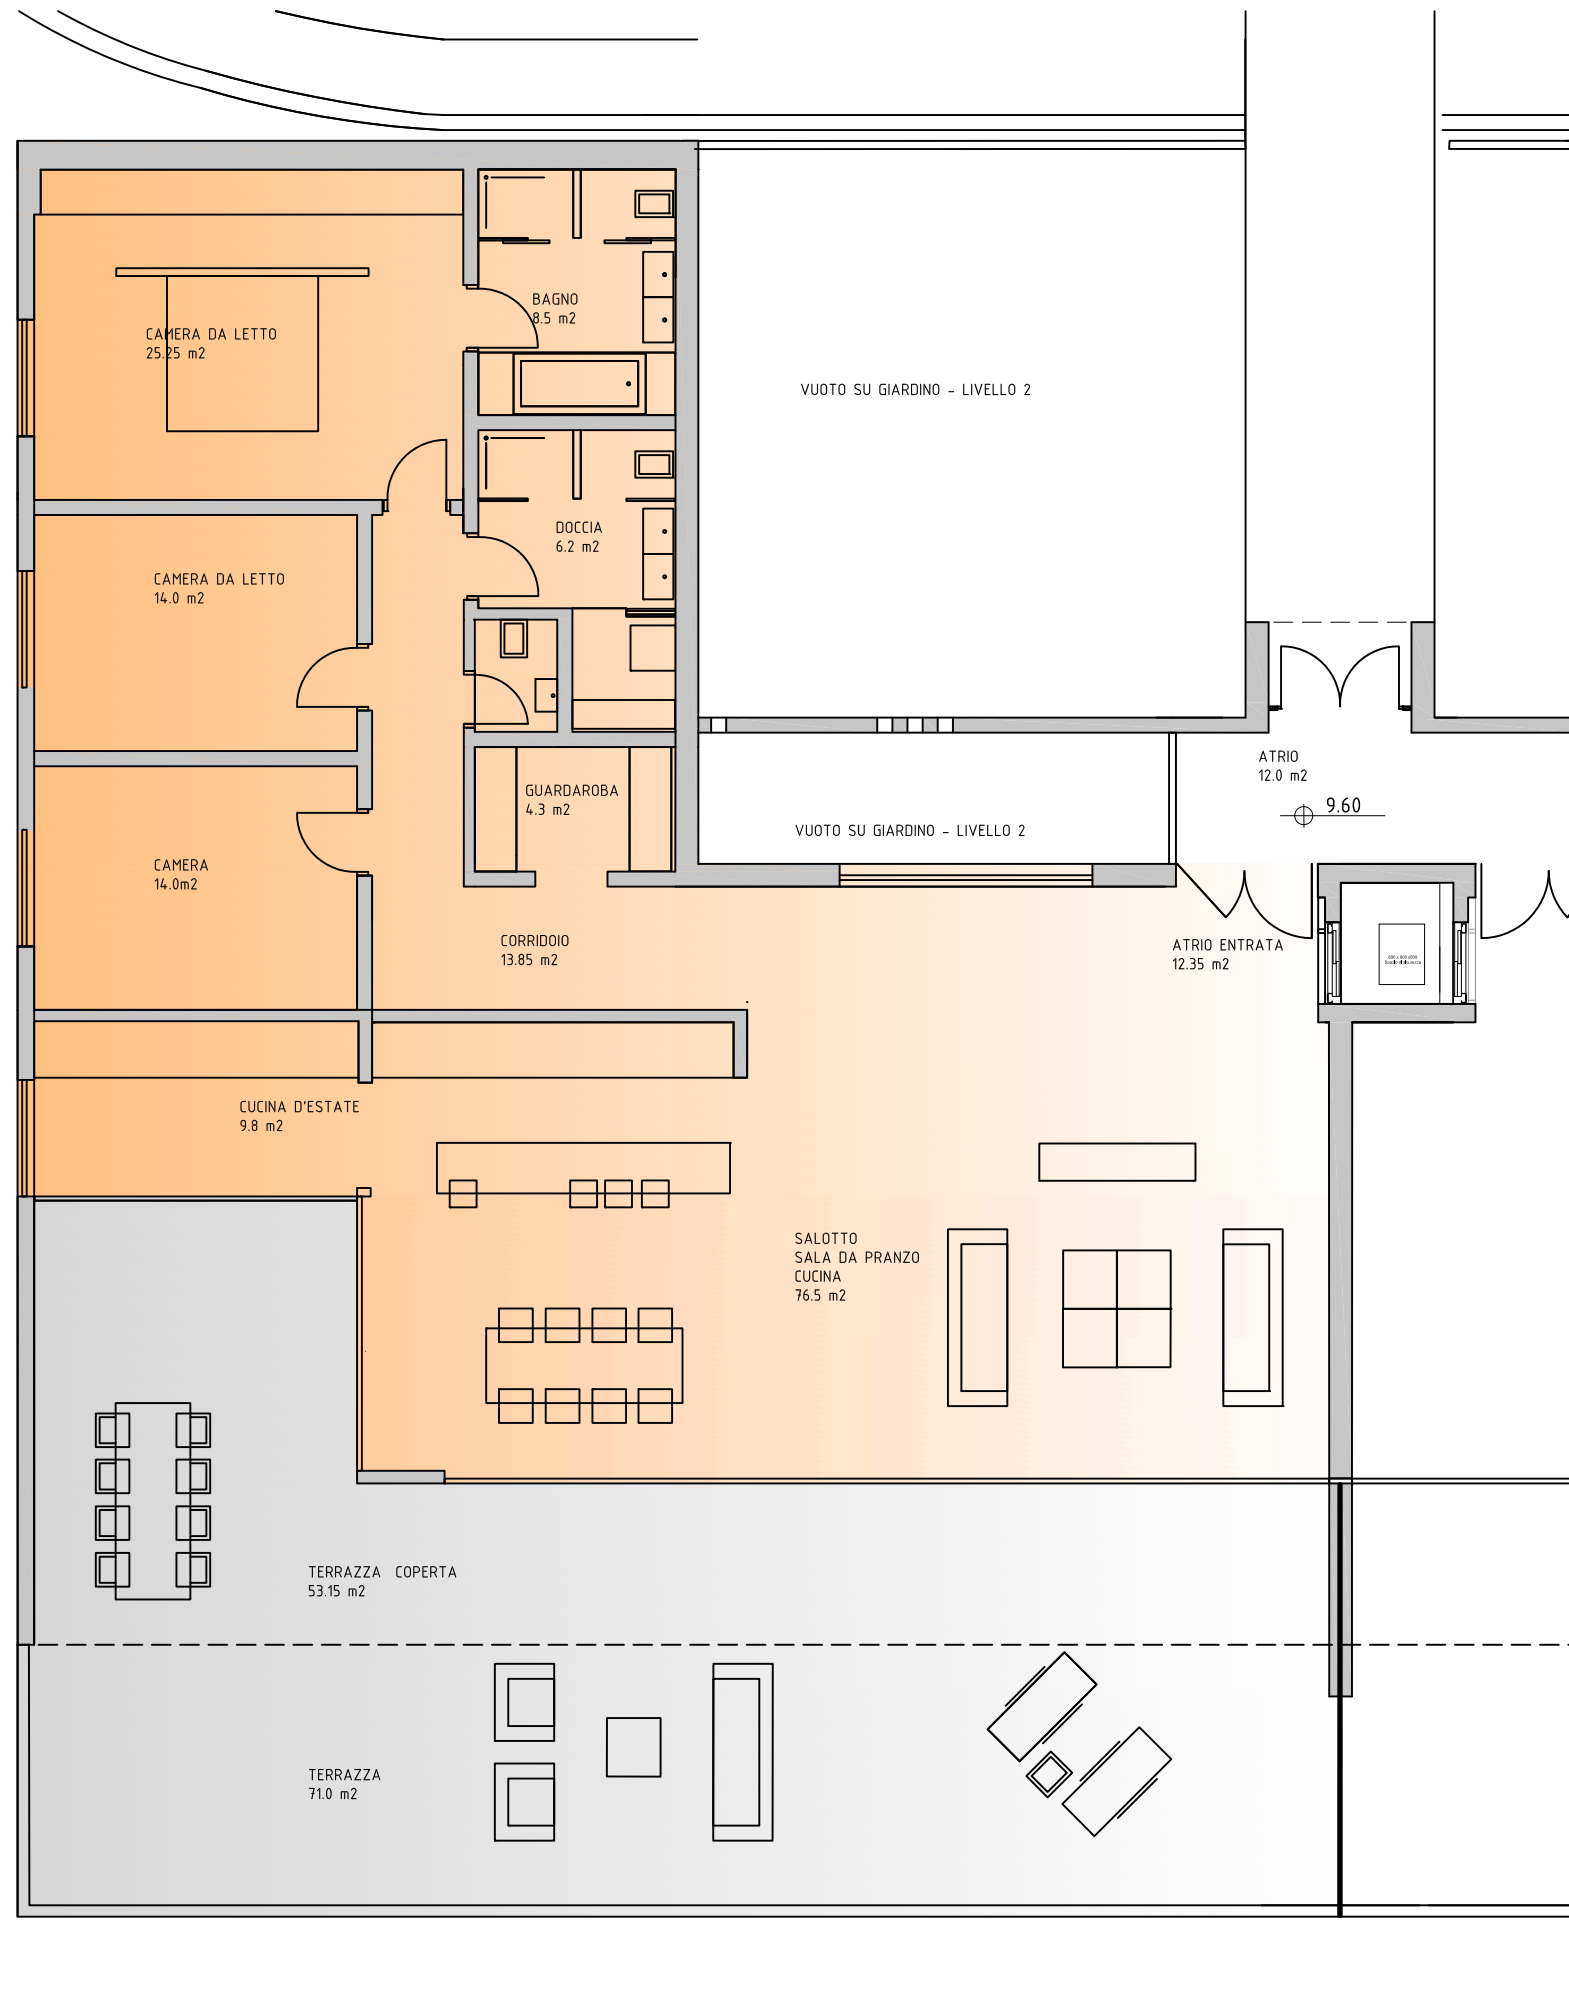 BAGNO
8.5 m2
CAMERA DA LETTO
25.25 m2
VUOTO SU GIARDINO - LIVELLO 2
DOCCIA
6.2 m2
CAMERA DA LETTO
14.0 m2
ATRIO
12.0 m2
9.60
GUARDAROBA
4.3 m2
VUOTO SU GIARDINO - LIVELLO 2
CAMERA
14.0m2
CORRIDOIO
13.85 m2
ATRIO ENTRATA
12.35 m2
CUCINA D'ESTATE
9.8 m2
SALOTTO
SALA DA PRANZO
CUCINA
76.5 m2
TERRAZZA COPERTA
53.15 m2
TERRAZZA
71.0 m2